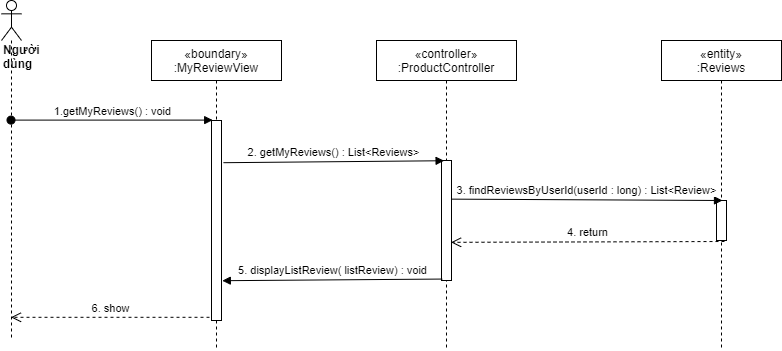 Người
dùng
«boundary»
:MyReviewView
«controller»
:ProductController
«entity»
:Reviews
1.getMyReviews() : void
2. getMyReviews() : List<Reviews>
3. findReviewsByUserId(userId : long) : List<Review>
4. return
5. displayListReview( listReview) : void
6. show